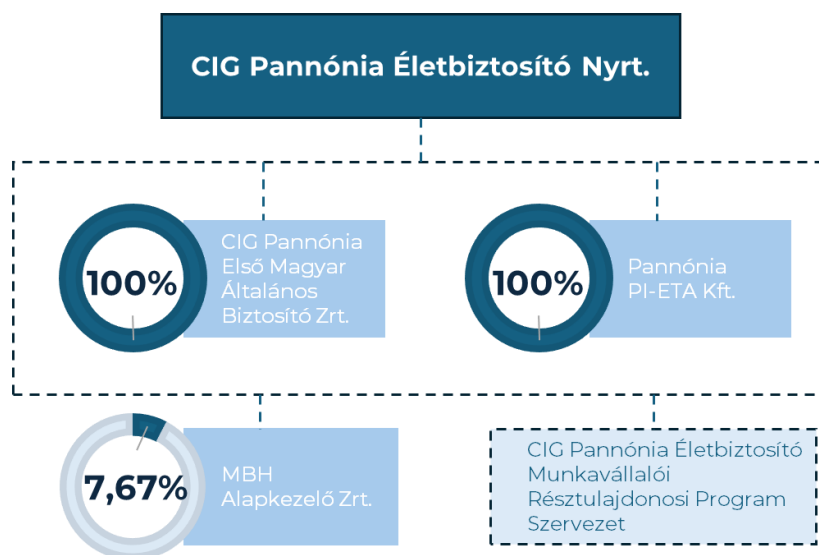 CIG Pannónia Életbiztosító Nyrt.
100%
CIG Pannónia
Első Magyar
Általános
Biztosító Zrt.
100%
Pannónia
PI-ETA Kft.
7,67%
MBH
Alapkezelő Zrt.
CIG Pannónia Életbiztosító
Munkavállalói
Résztulajdonosi Program
Szervezet